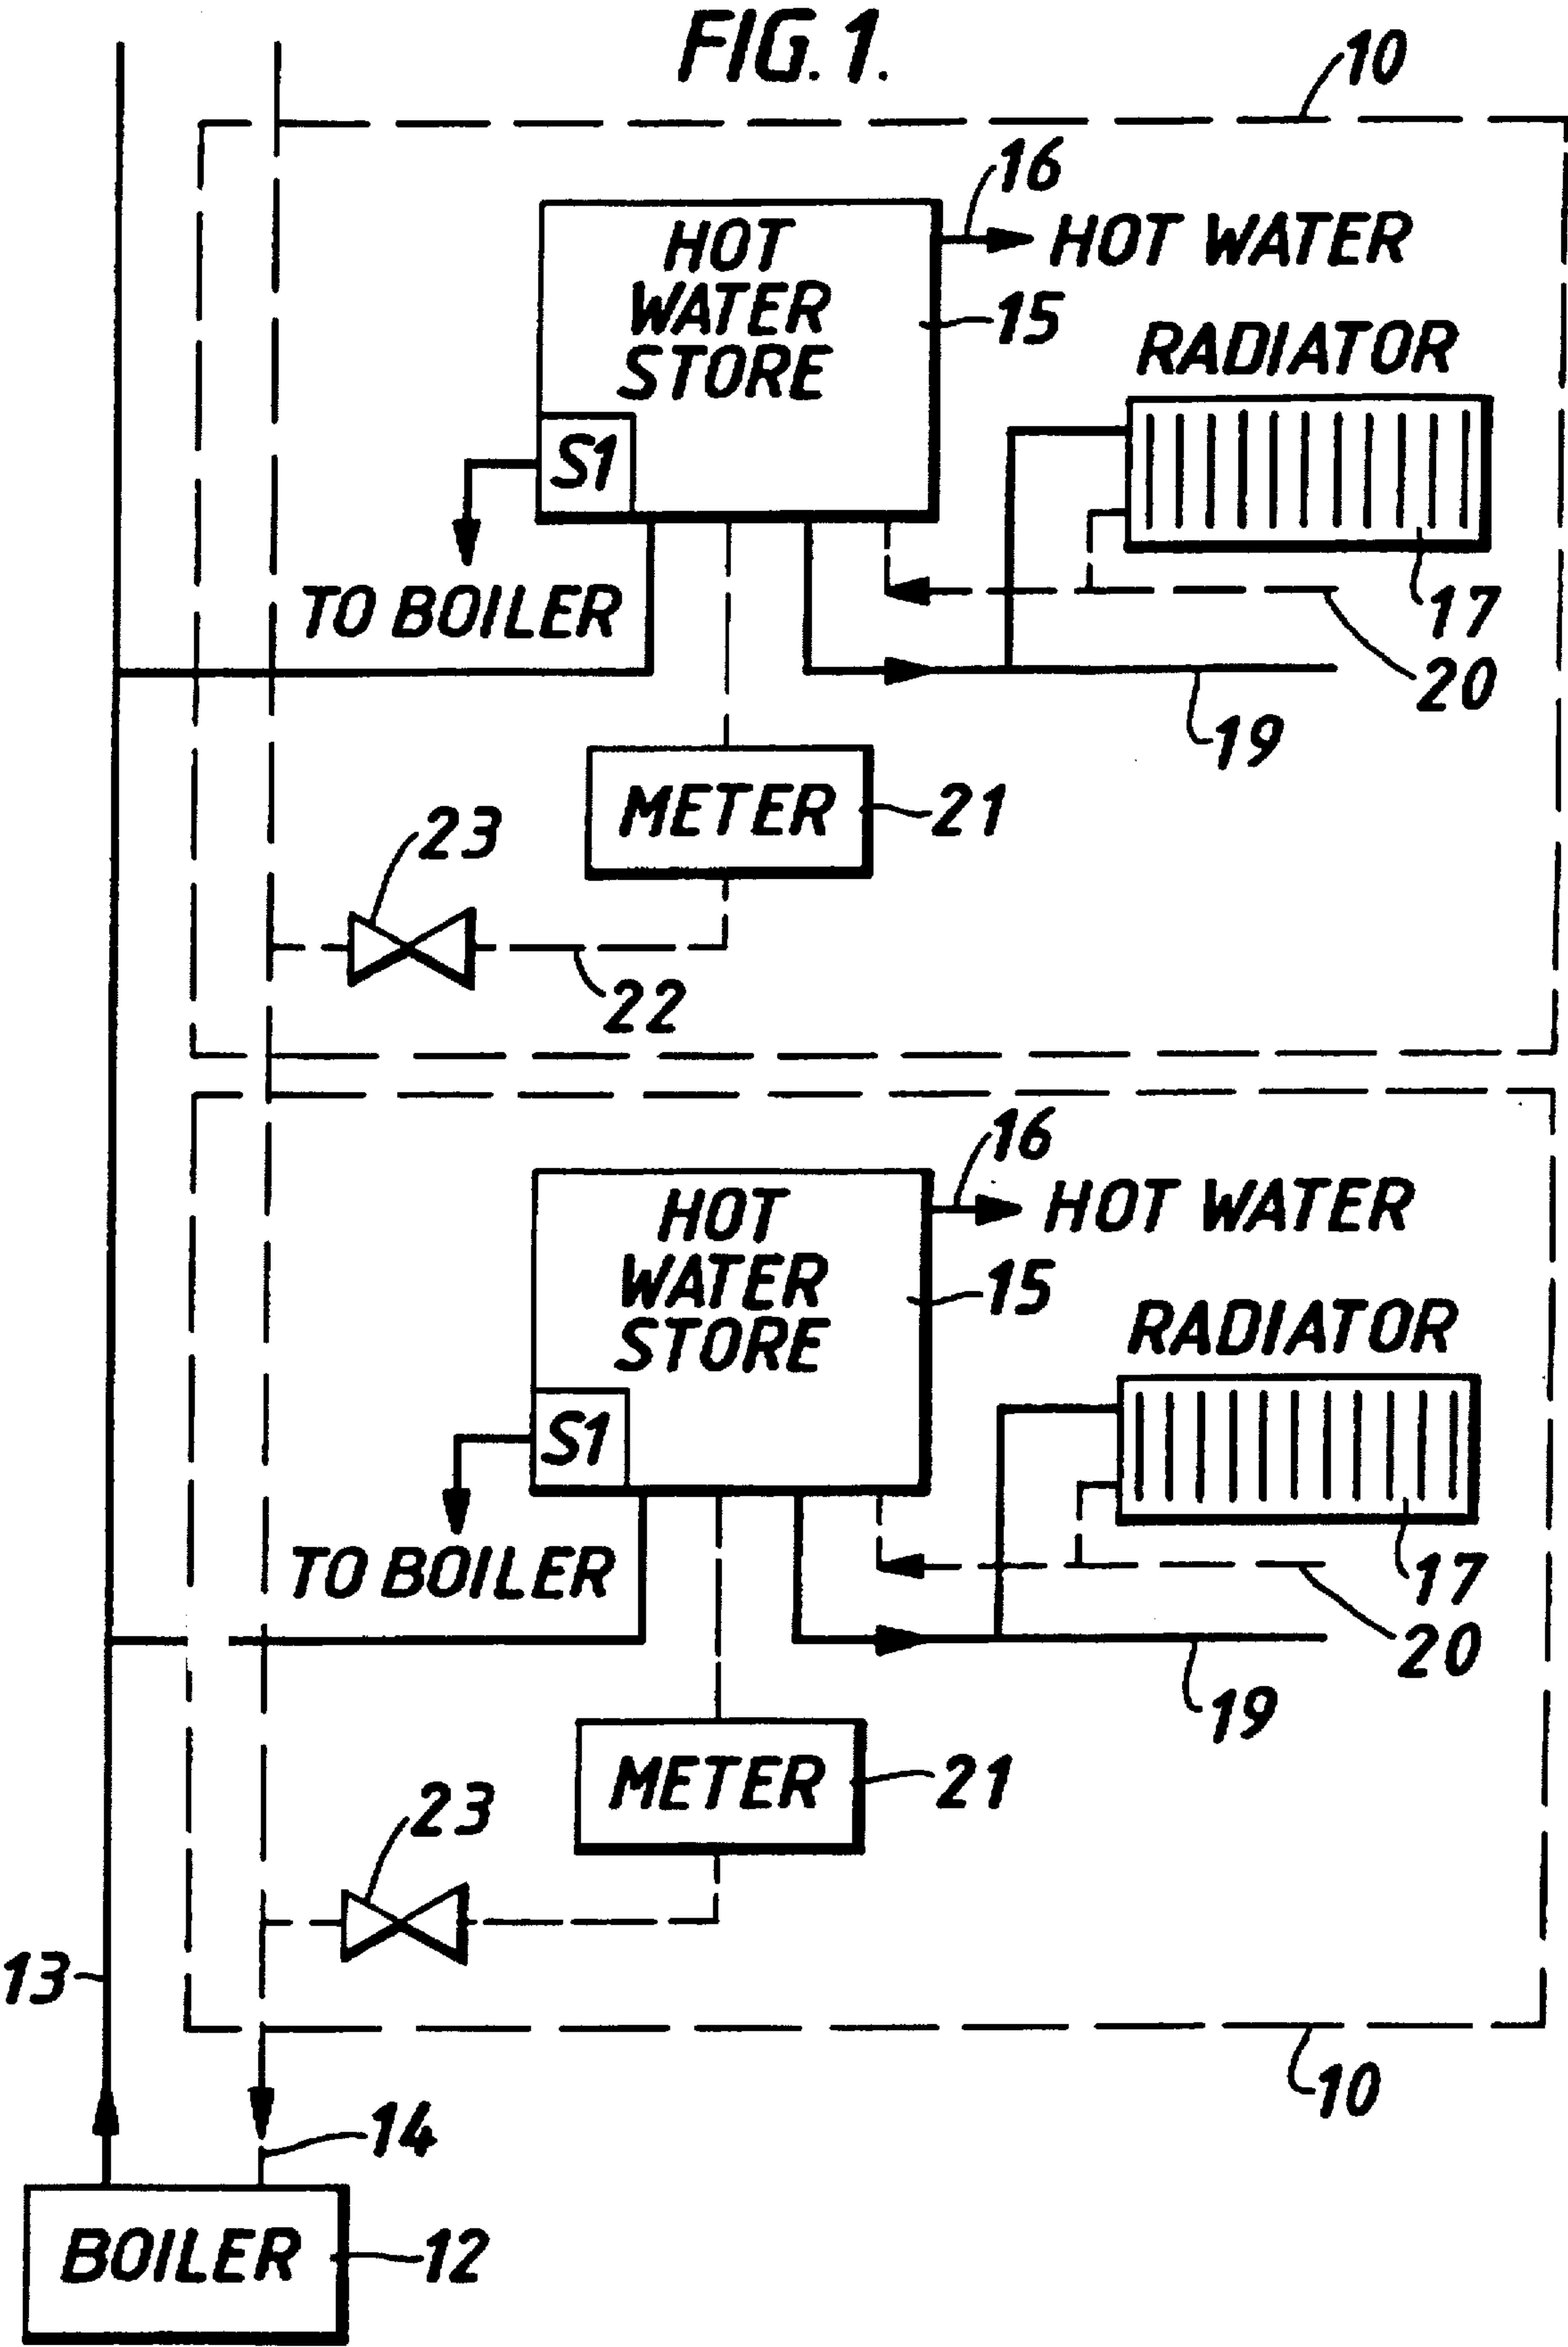 FIG. 1.
10
16
HOT WATER
HOT
WATER
STORE
15
RADIATOR
S1
TO BOILER
17
20
19
METER
21
23
22
16
HOT WATER
HOT
WATER
STORE
15
RADIATOR
S1
TO BOILER
17
20
19
METER
21
23
13
10
14
BOILER
12